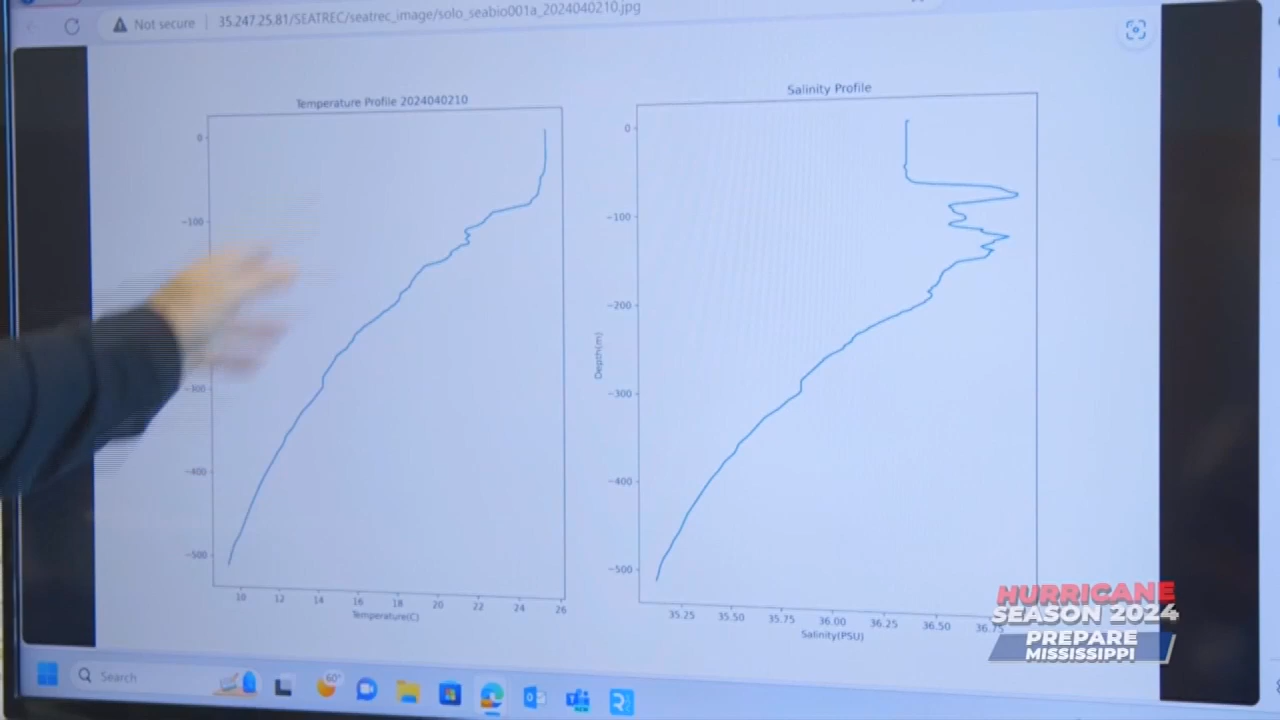 Not secure
35.247.25.81/SEATREC/seatrec_image/solo_seabio001a_2024040210.jpg
Temperature Profile 2024040210
0
−100
−300
−400
−500
10 12 14 16 18 20 22 24 26
Temperature(C)
Salinity Profile
0
−100
−200
−300
−400
−500
Depth(m)
35.25 35.50 35.75 36.00 36.25 36.50 36.75
Salinity(PSU)
HURRICANE
SEASON 2024
PREPARE
MISSISSIPPI
Search
60°
NEW